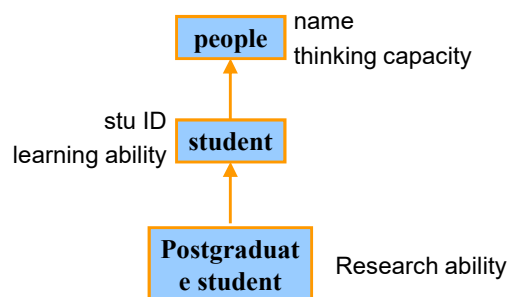 people
name
thinking capacity
stu ID
learning ability
student
Postgraduat
e student
Research ability